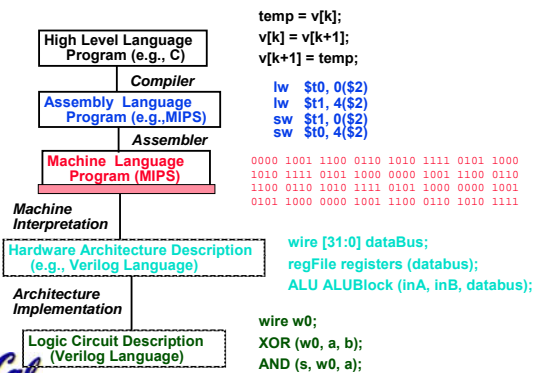 High Level Language
Program (e.g., C)
temp = v[k];
v[k] = v[k+1];
v[k+1] = temp;
Compiler
Assembly Language
Program (e.g.,MIPS)
lw $t0, 0($2)
lw $t1, 4($2)
sw $t1, 0($2)
sw $t0, 4($2)
Assembler
Machine Language
Program (MIPS)
0000 1001 1100 0110 1010 1111 0101 1000
1010 1111 0101 1000 0000 1001 1100 0110
1100 0110 1010 1111 0101 1000 0000 1001
0101 1000 0000 1001 1100 0110 1010 1111
Machine
Interpretation
Hardware Architecture Description
(e.g., Verilog Language)
wire [31:0] dataBus;
regFile registers (databus);
ALU ALUBlock (inA, inB, databus);
Architecture
Implementation
Logic Circuit Description
(Verilog Language)
wire w0;
XOR (w0, a, b);
AND (s, w0, a);
Cal